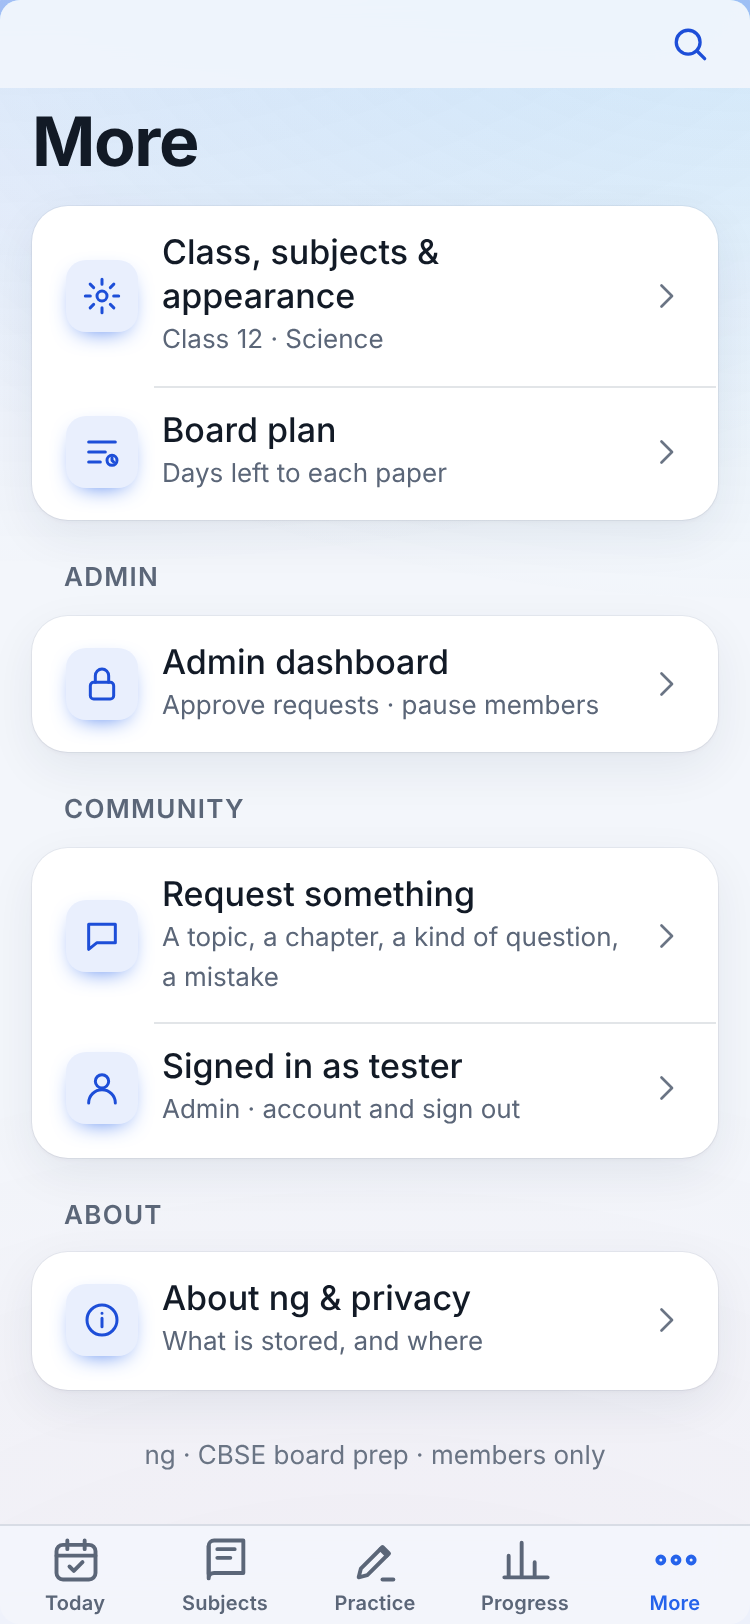 More
Class, subjects &
appearance
Class 12 · Science
Board plan
Days left to each paper
ADMIN
Admin dashboard
Approve requests · pause members
COMMUNITY
Request something
A topic, a chapter, a kind of question,
a mistake
Signed in as tester
Admin · account and sign out
ABOUT
About ng & privacy
What is stored, and where
ng · CBSE board prep · members only
Today
Subjects
Practice
Progress
More